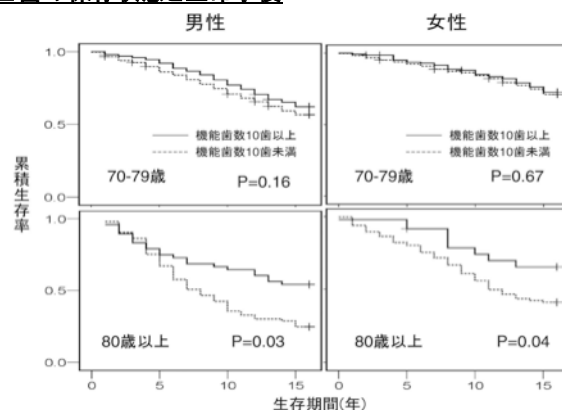 男性
女性
1.0
0.5
0.0
機能歯数10歯以上
機能歯数10歯未満
70-79歳
P=0.16
機能歯数10歯以上
機能歯数10歯未満
70-79歳
P=0.67
累積生存率
1.0
0.5
0.0
80歳以上
P=0.03
80歳以上
P=0.04
0
5
10
15
0
5
10
15
生存期間(年)